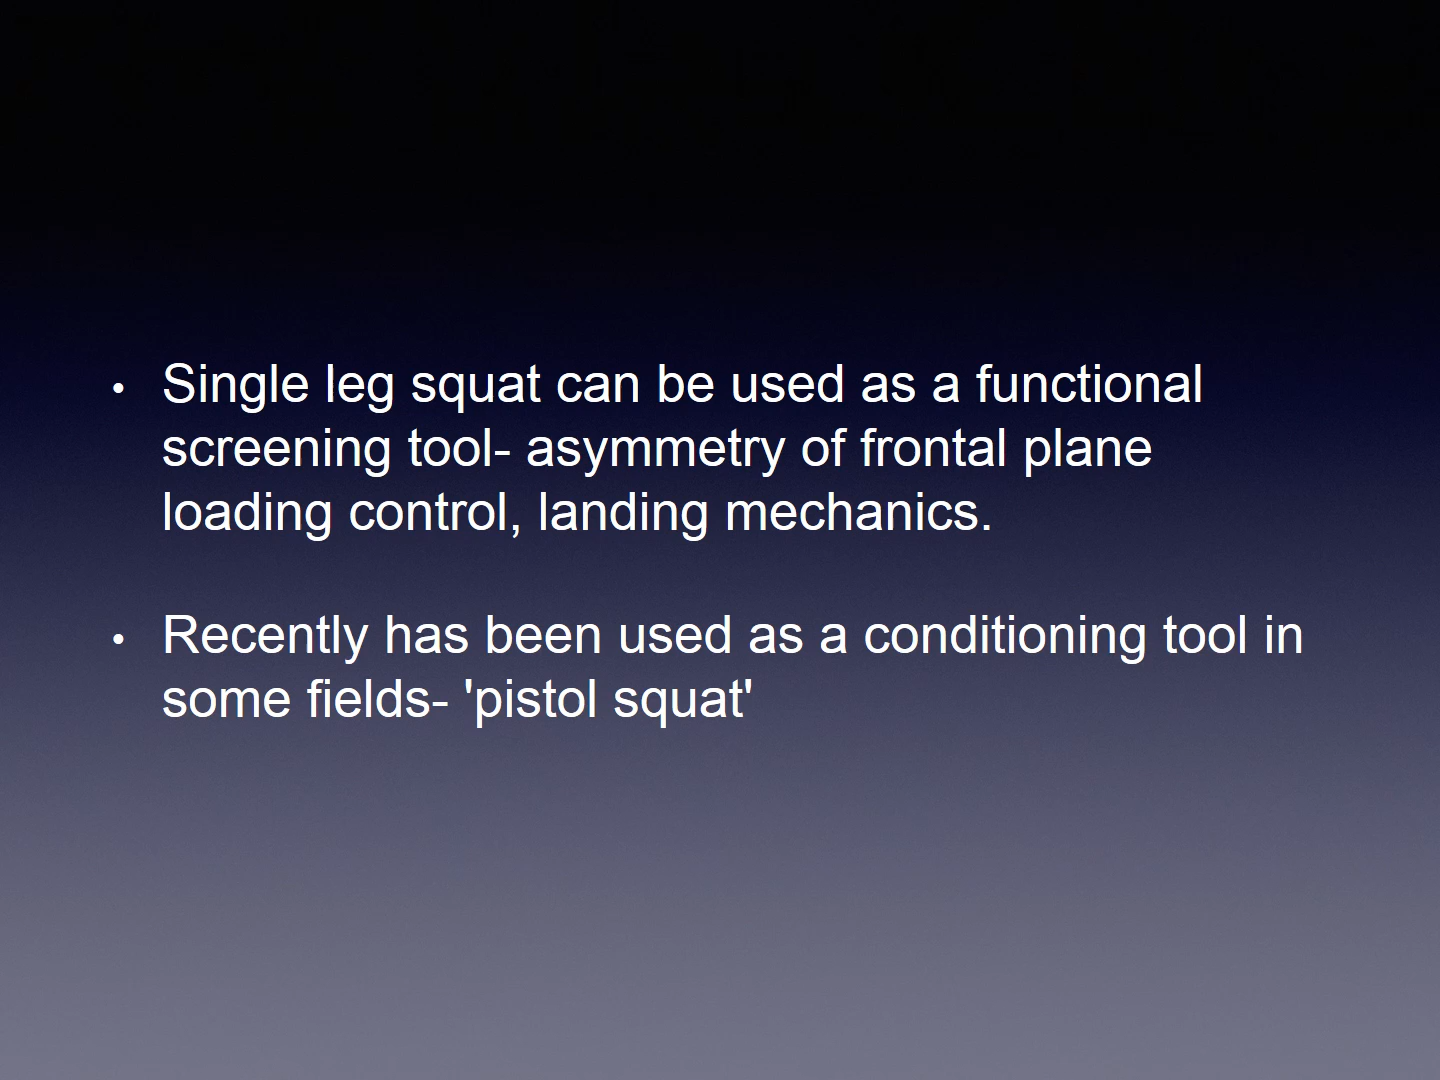 • Single leg squat can be used as a functional
screening tool- asymmetry of frontal plane
loading control, landing mechanics.
• Recently has been used as a conditioning tool in
some fields- 'pistol squat'